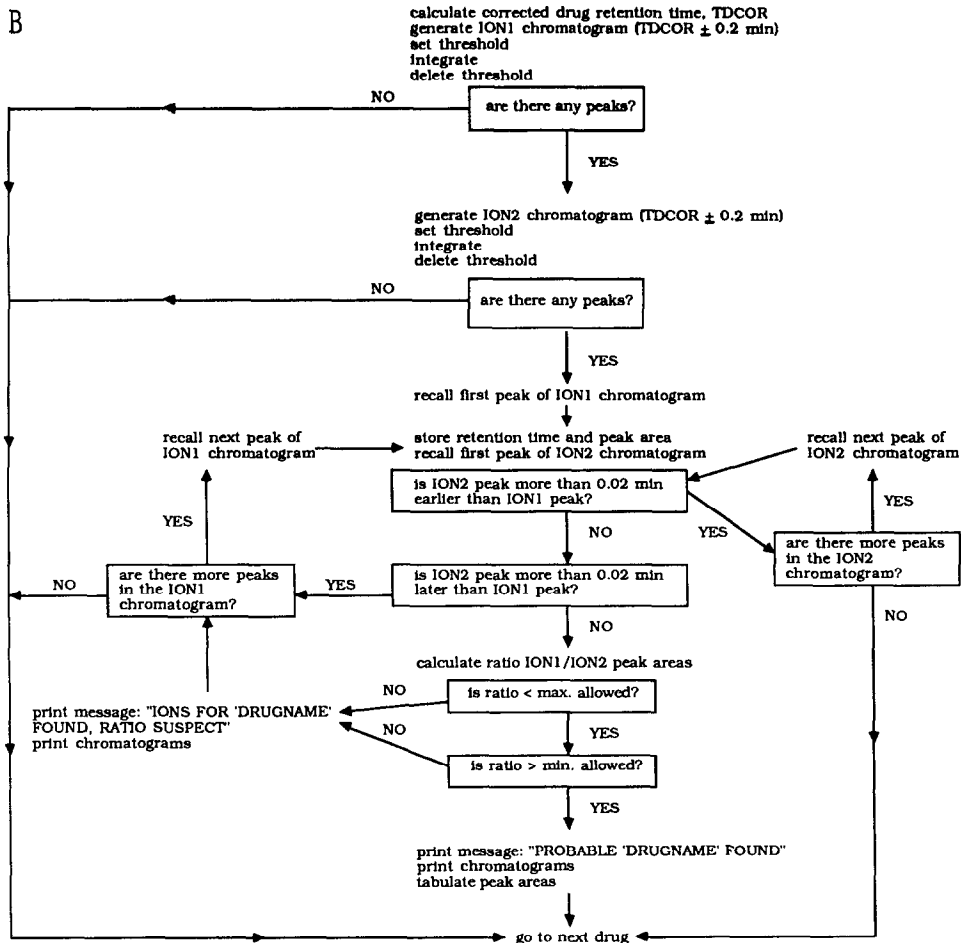 B
calculate corrected drug retention time, TDCOR
generate ION1 chromatogram (TDCOR ± 0.2 min)
set threshold
integrate
delete threshold
NO
are there any peaks?
YES
generate ION2 chromatogram (TDCOR ± 0.2 min)
set threshold
integrate
delete threshold
NO
are there any peaks?
YES
recall first peak of ION1 chromatogram
recall next peak of
ION1 chromatogram
store retention time and peak area
recall first peak of ION2 chromatogram
recall next peak of
ION2 chromatogram
is ION2 peak more than 0.02 min
earlier than ION1 peak?
YES
NO
YES
YES
are there more peaks
in the ION2
chromatogram?
NO
are there more peaks
in the ION1
chromatogram?
YES
is ION2 peak more than 0.02 min
later than ION1 peak?
NO
NO
calculate ratio ION1/ION2 peak areas
NO
is ratio < max. allowed?
print message: "IONS FOR 'DRUGNAME'
FOUND, RATIO SUSPECT"
print chromatograms
NO
YES
is ratio > min. allowed?
YES
print message: "PROBABLE 'DRUGNAME' FOUND"
print chromatograms
tabulate peak areas
go to next drug